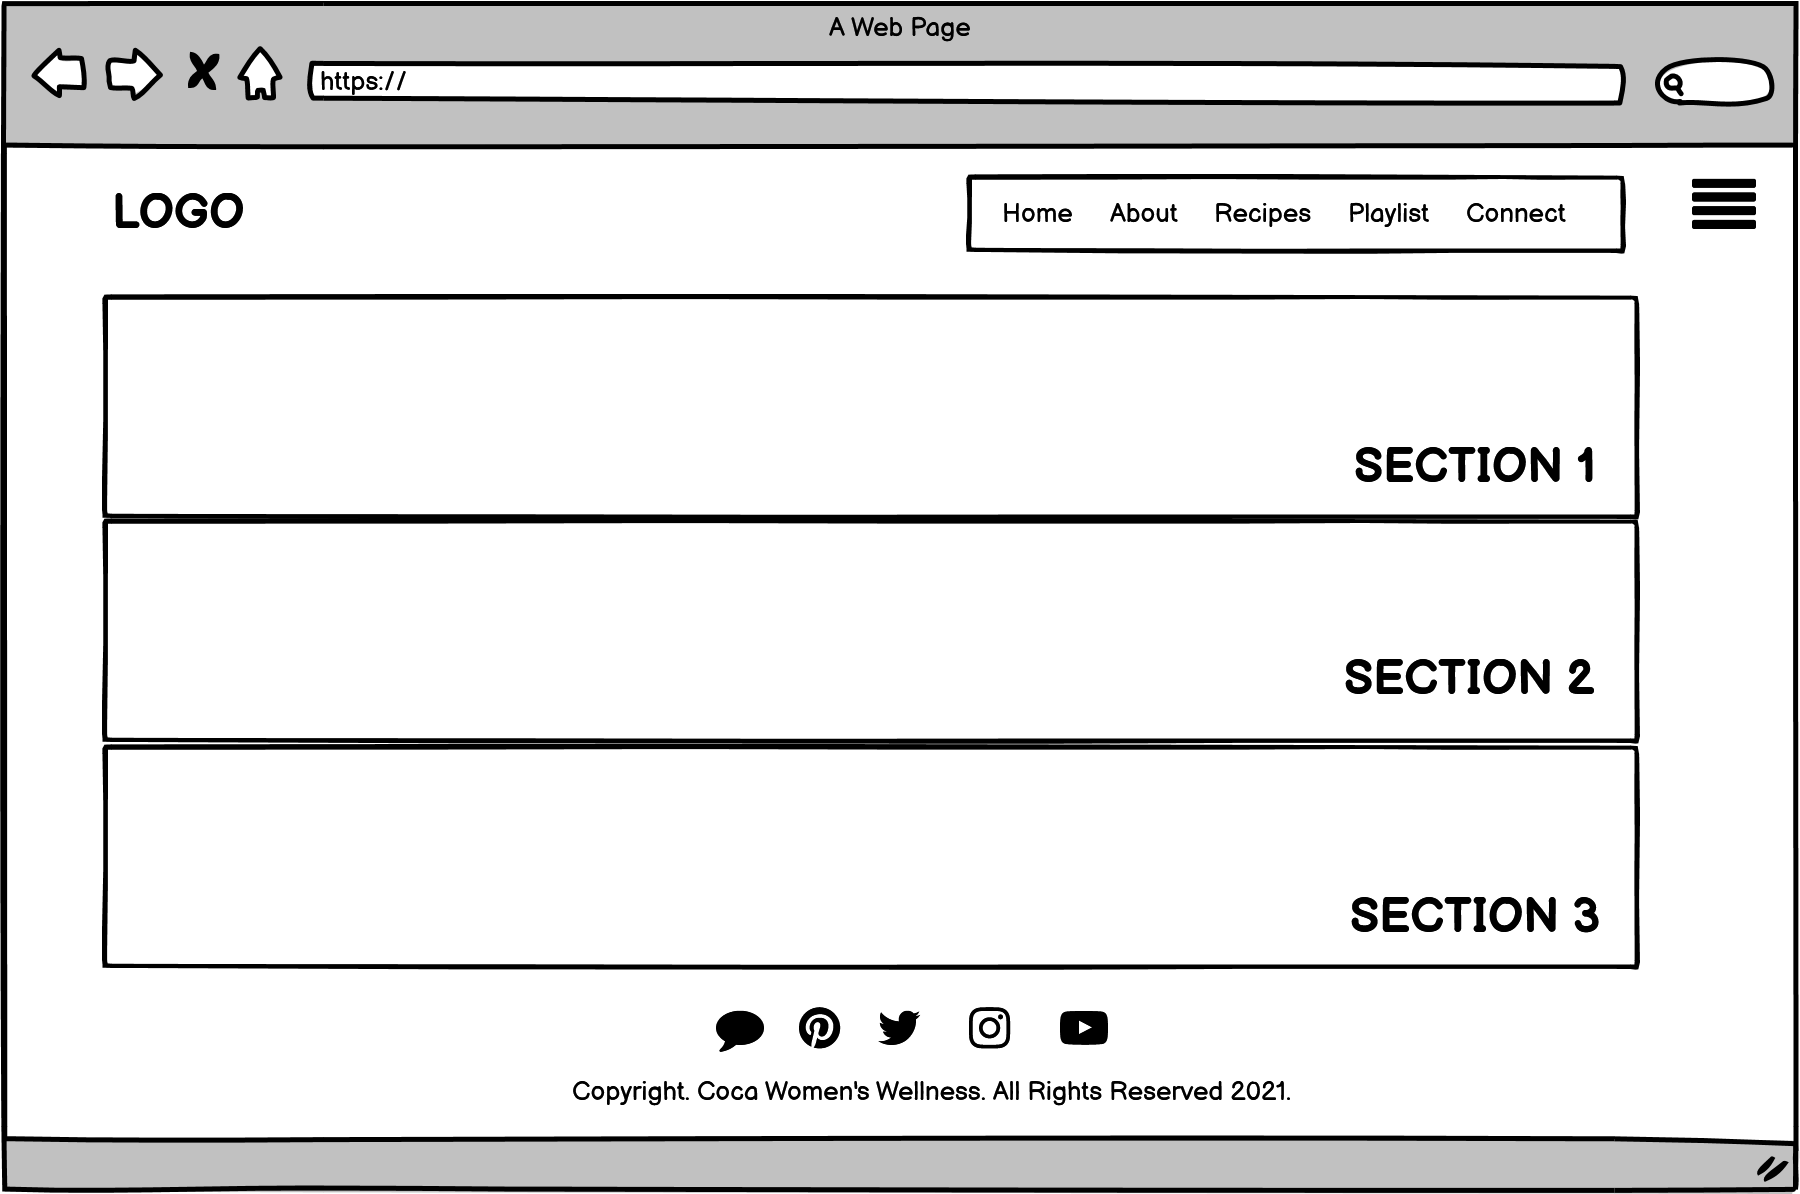 A Web Page
https://
LOGO
Home About Recipes Playlist Connect
SECTION 1
SECTION 2
SECTION 3
Copyright. Coca Women's Wellness. All Rights Reserved 2021.